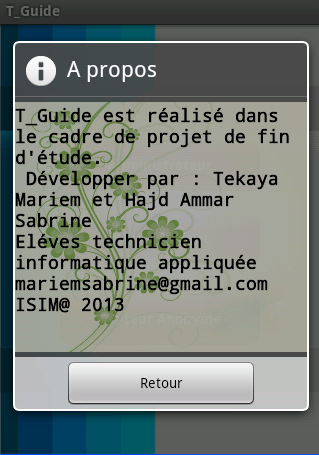 T_Guide
A propos
T_Guide est réalisé dans
le cadre de projet de fin
d'étude.
Développer par : Tekaya
Mariem et Hajd Ammar
Sabrine
Eléves technicien
informatique appliquée
mariemsabrine@gmail.com
ISIM@ 2013
Retour